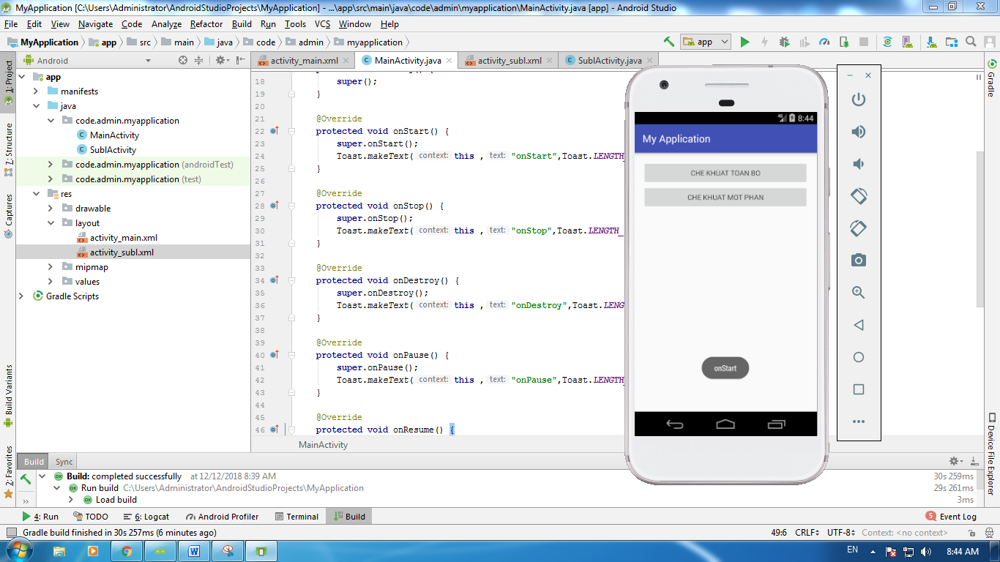 MyApplication [C:\Users\Administrator\AndroidStudioProjects\MyApplication] - ...\app\src\main\java\code\admin\myapplication\MainActivity.java [app] - Android Studio
File Edit View Navigate Code Analyze Refactor Build Run Tools VCS Window Help
MyApplication app src main java code admin myapplication app
Android activity_main.xml MainActivity.java activity_subl.xml SublActivity.java
1: Project
7: Structure
Captures
Build Variants
2: Favorites
app
manifests
java
code.admin.myapplication
MainActivity
SublActivity
code.admin.myapplication (androidTest)
code.admin.myapplication (test)
res
drawable
layout
activity_main.xml
activity_subl.xml
mipmap
values
Gradle Scripts
18 super();
19 }
20
21 @Override
22 protected void onStart() {
23 super.onStart();
24 Toast.makeText( context: this , text: "onStart",Toast.LENGTH_
25 }
26
27 @Override
28 protected void onStop() {
29 super.onStop();
30 Toast.makeText( context: this , text: "onStop",Toast.LENGTH_
31 }
32
33 @Override
34 protected void onDestroy() {
35 super.onDestroy();
36 Toast.makeText( context: this , text: "onDestroy",Toast.LENG
37 }
38
39 @Override
40 protected void onPause() {
41 super.onPause();
42 Toast.makeText( context: this , text: "onPause",Toast.LENGTH
43 }
44
45 @Override
46 protected void onResume() {
MainActivity
8:44
My Application
CHE KHUAT TOAN BO
CHE KHUAT MOT PHAN
onStart
Gradle
Device File Explorer
Build Sync
Build: completed successfully at 12/12/2018 8:39 AM 30s 259ms
Run build C:\Users\Administrator\AndroidStudioProjects\MyApplication 29s 261ms
Load build 3ms
4: Run TODO 6: Logcat Android Profiler Terminal Build 5 Event Log
Gradle build finished in 30s 257ms (6 minutes ago) 49:6 CRLF UTF-8 Context: <no context>
EN 8:44 AM